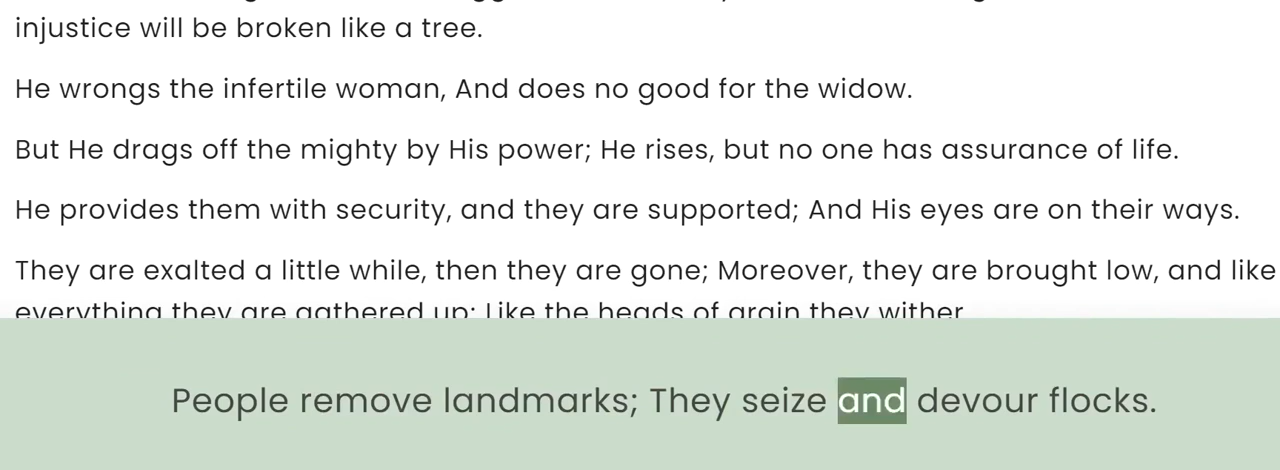 injustice will be broken like a tree.
He wrongs the infertile woman, And does no good for the widow.
But He drags off the mighty by His power; He rises, but no one has assurance of life.
He provides them with security, and they are supported; And His eyes are on their ways.
They are exalted a little while, then they are gone; Moreover, they are brought low, and like
everything they are gathered up; Like the heads of grain they wither
People remove landmarks; They seize and devour flocks.